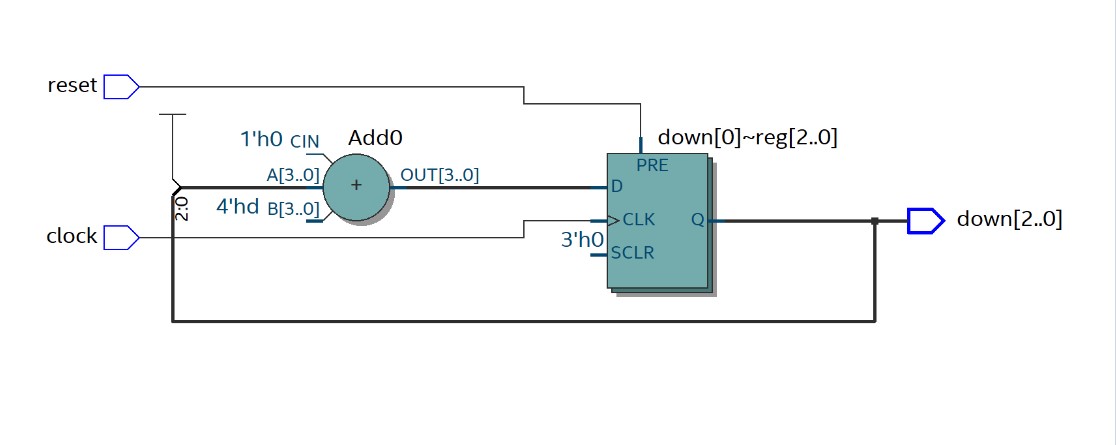 reset
1'h0 CIN
Add0
down[0]~reg[2..0]
PRE
A[3..0]
OUT[3..0]
D
2:0
4'hd B[3..0]
+
CLK
Q
down[2..0]
clock
3'h0
SCLR